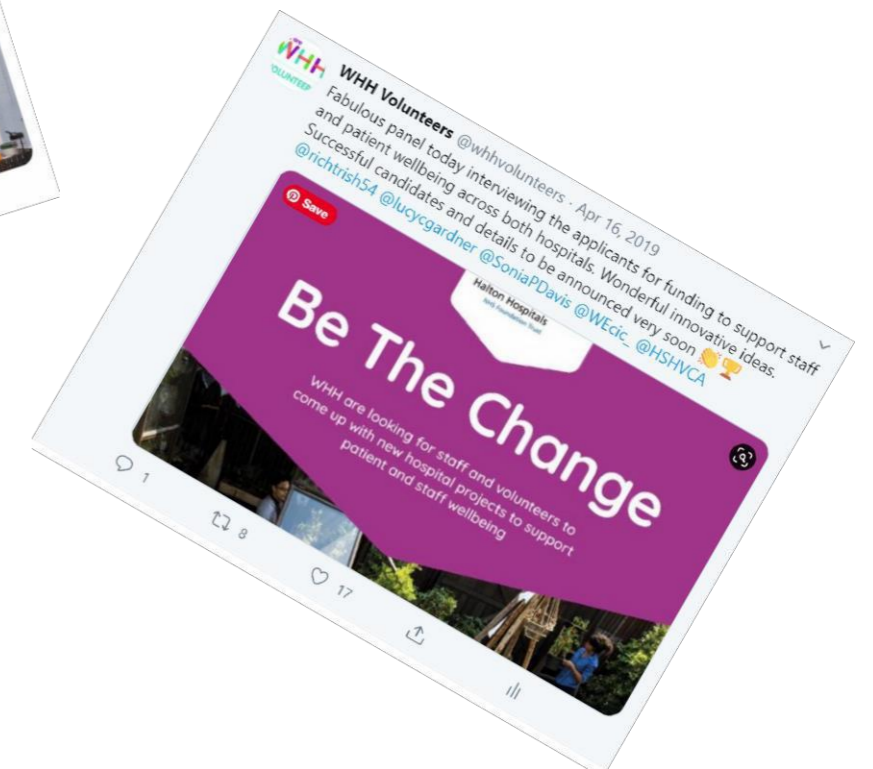 WHH
VOLUNTEER
WHH Volunteers @whhvolunteers · Apr 16, 2019
Fabulous panel today interviewing the applicants for funding to support staff
and patient wellbeing across both hospitals. Wonderful innovative ideas.
Successful candidates and details to be announced very soon 👏🏆
@richtrish54 @lucycgardner @SoniaPDavis @WEcic_ @HSHVCA
Save
Halton Hospitals
NHS Foundation Trust
Be The Change
WHH are looking for staff and volunteers to
come up with new hospital projects to support
patient and staff wellbeing
1
8
17